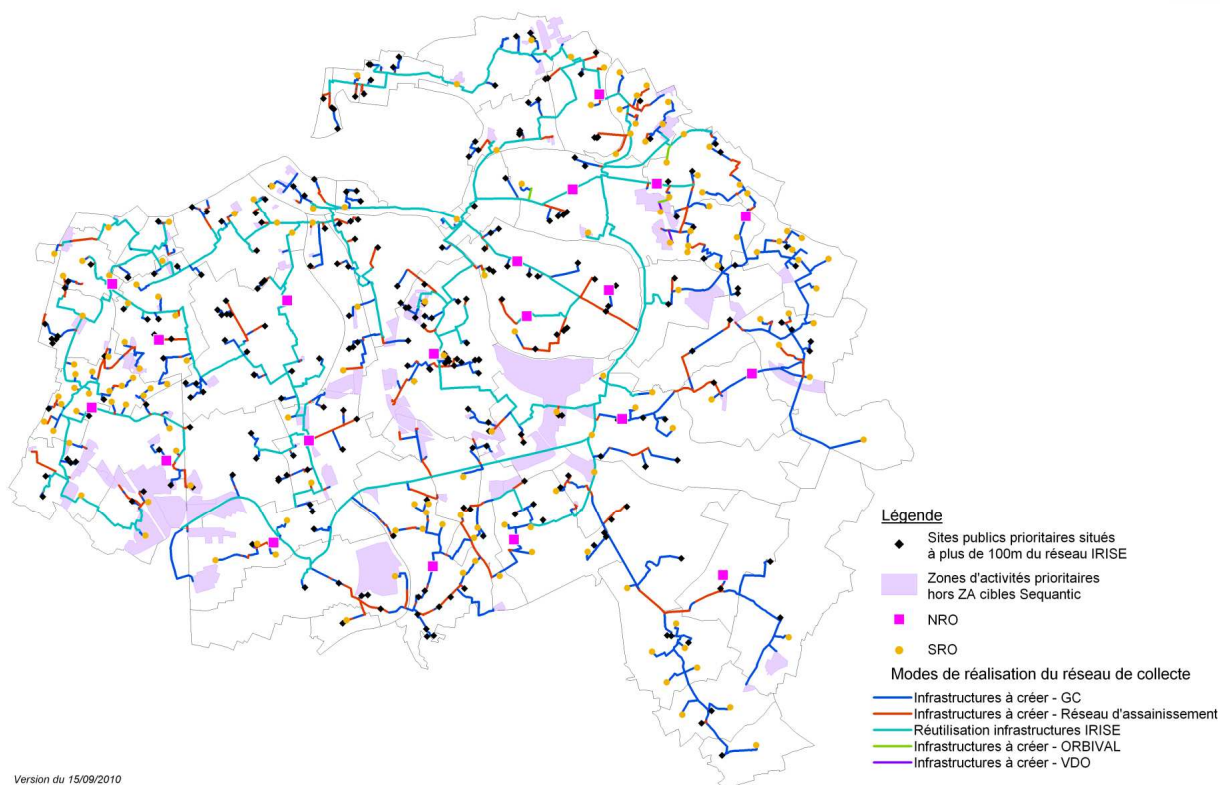 Légende
Sites publics prioritaires situés
à plus de 100m du réseau IRISE
Zones d'activités prioritaires
hors ZA cibles Sequantic
NRO
SRO
Modes de réalisation du réseau de collecte
Infrastructures à créer - GC
Infrastructures à créer - Réseau d'assainissement
Réutilisation infrastructures IRISE
Infrastructures à créer - ORBIVAL
Infrastructures à créer - VDO
Version du 15/09/2010